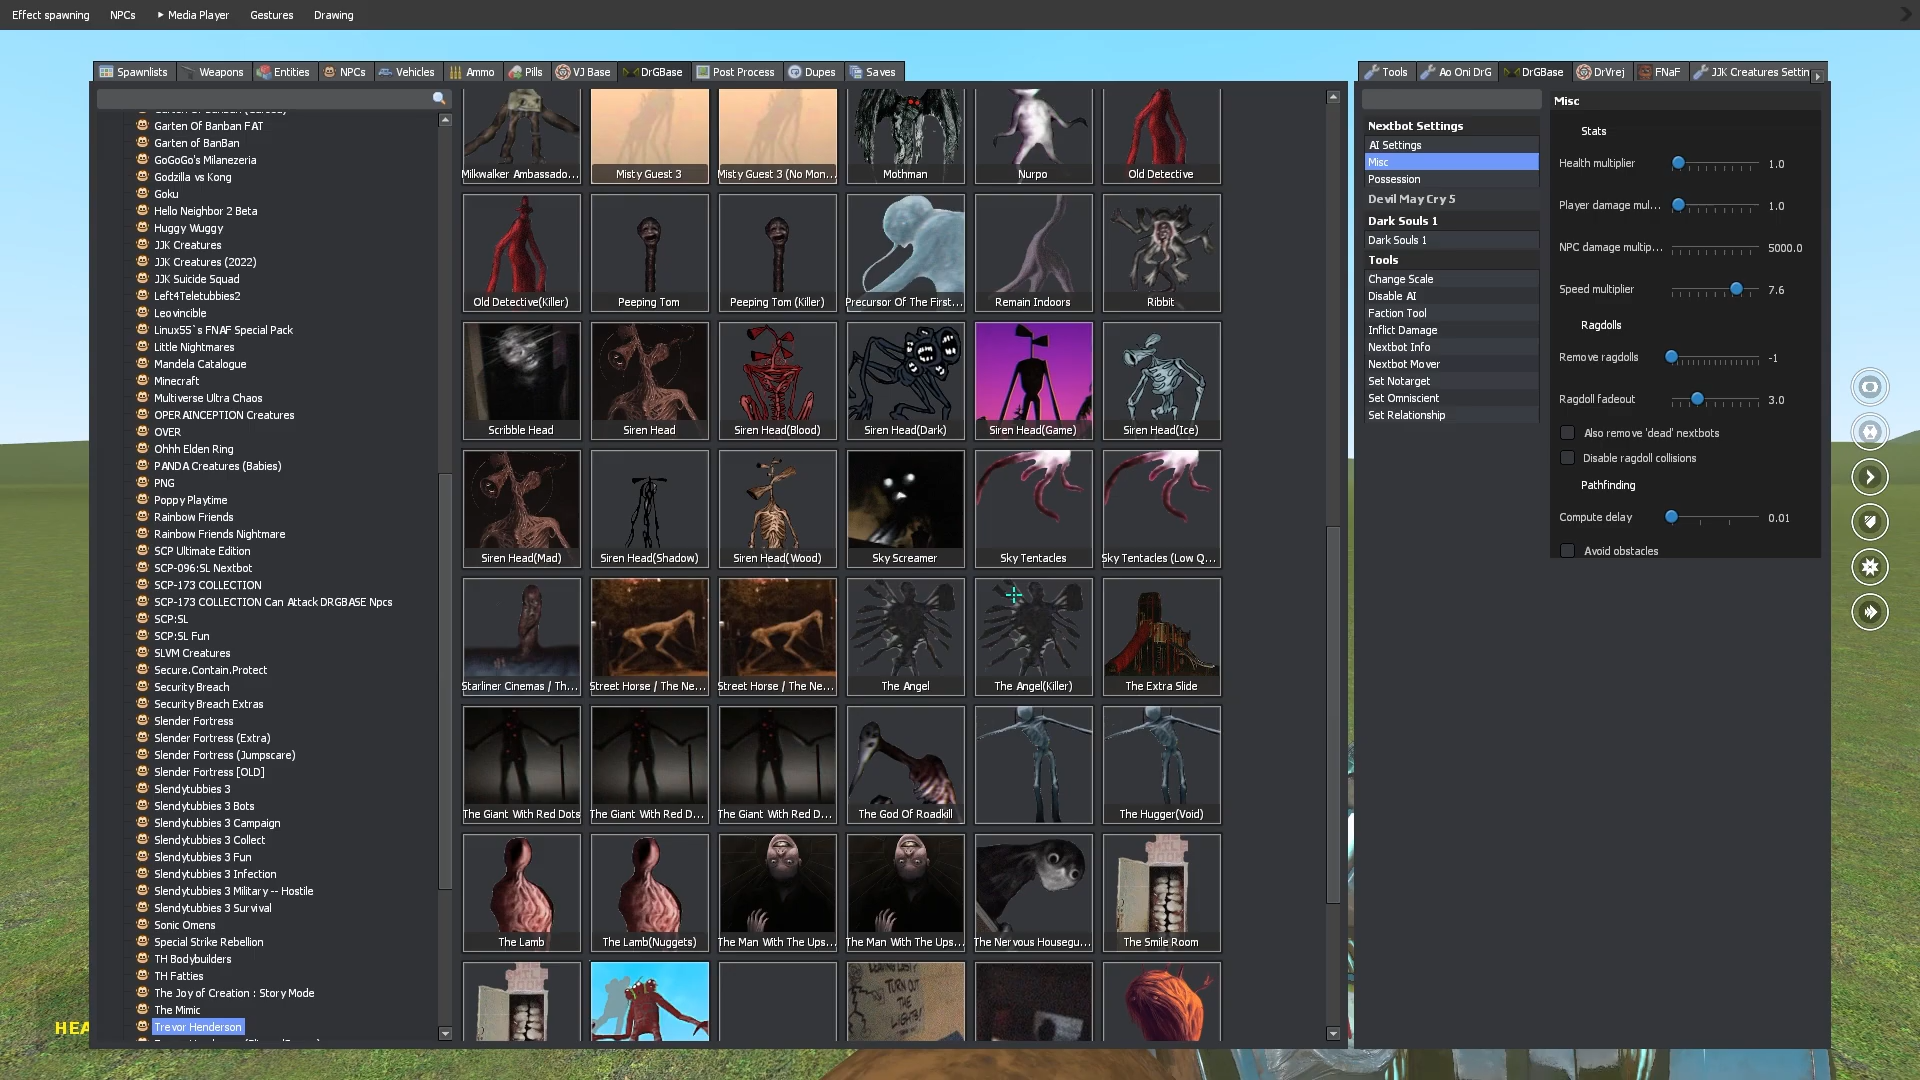 Effect spawning NPCs Media Player Gestures Drawing
Spawnlists Weapons Entities NPCs Vehicles Ammo Pills VJ Base DrGBase Post Process Dupes Saves
Garten Of Banban FAT
Garten of BanBan
GoGoGo's Milanezeria
Godzilla vs Kong
Goku
Hello Neighbor 2 Beta
Huggy Wuggy
JJK Creatures
JJK Creatures (2022)
JJK Suicide Squad
Left4Teletubbies2
Leovincible
Linux55`s FNAF Special Pack
Little Nightmares
Mandela Catalogue
Minecraft
Multiverse Ultra Chaos
OPERAINCEPTION Creatures
OVER
Ohhh Elden Ring
PANDA Creatures (Babies)
PNG
Poppy Playtime
Rainbow Friends
Rainbow Friends Nightmare
SCP Ultimate Edition
SCP-096:SL Nextbot
SCP-173 COLLECTION
SCP-173 COLLECTION Can Attack DRGBASE Npcs
SCP:SL
SCP:SL Fun
SLVM Creatures
Secure.Contain.Protect
Security Breach
Security Breach Extras
Slender Fortress
Slender Fortress (Extra)
Slender Fortress (Jumpscare)
Slender Fortress [OLD]
Slendytubbies 3
Slendytubbies 3 Bots
Slendytubbies 3 Campaign
Slendytubbies 3 Collect
Slendytubbies 3 Fun
Slendytubbies 3 Infection
Slendytubbies 3 Military -- Hostile
Slendytubbies 3 Survival
Sonic Omens
Special Strike Rebellion
TH Bodybuilders
TH Fatties
The Joy of Creation : Story Mode
The Mimic
Trevor Henderson
HEA
Milkwalker Ambassado... Misty Guest 3 Misty Guest 3 (No Mon... Mothman Nurpo Old Detective
Old Detective(Killer) Peeping Tom Peeping Tom (Killer) Precursor Of The First... Remain Indoors Ribbit
Scribble Head Siren Head Siren Head(Blood) Siren Head(Dark) Siren Head(Game) Siren Head(Ice)
Siren Head(Mad) Siren Head(Shadow) Siren Head(Wood) Sky Screamer Sky Tentacles Sky Tentacles (Low Q...
Starliner Cinemas / Th... Street Horse / The Ne... Street Horse / The Ne... The Angel The Angel(Killer) The Extra Slide
The Giant With Red Dots The Giant With Red D... The Giant With Red D... The God Of Roadkill The Hugger(Void)
The Lamb The Lamb(Nuggets) The Man With The Ups... The Man With The Ups... The Nervous Housegu... The Smile Room
TURN OUT
THE
LIGHTS!
Tools Ao Oni DrG DrGBase DrVrej FNaF JJK Creatures Settin
Nextbot Settings
AI Settings
Misc
Possession
Devil May Cry 5
Dark Souls 1
Dark Souls 1
Tools
Change Scale
Disable AI
Faction Tool
Inflict Damage
Nextbot Info
Nextbot Mover
Set Notarget
Set Omniscient
Set Relationship
Misc
Stats
Health multiplier 1.0
Player damage mul... 1.0
NPC damage multip... 5000.0
Speed multiplier 7.6
Ragdolls
Remove ragdolls -1
Ragdoll fadeout 3.0
Also remove 'dead' nextbots
Disable ragdoll collisions
Pathfinding
Compute delay 0.01
Avoid obstacles